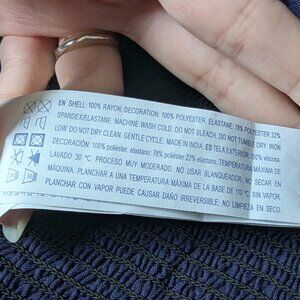 EN SHELL: 100% RAYON, DECORATION: 100% POLYESTER, ELASTANE: 78% POLYESTER 22%
SPANDEX/ELASTANE. MACHINE WASH COLD. DO NOT BLEACH. DO NOT TUMBLE DRY. IRON
LOW. DO NOT DRY CLEAN. GENTLE CYCLE. MADE IN INDIA. ES TELA EXTERIOR: 100% viscosa,
DECORACIÓN: 100% poliéster, elastano: 78% poliéster 22% elastano. TEMPERATURA MÁXIMA DE
LAVADO 30 °C. PROCESO MUY MODERADO. NO USAR BLANQUEADOR. NO SECAR EN
MÁQUINA. PLANCHAR A UNA TEMPERATURA MÁXIMA DE LA BASE DE 110 °C, SIN VAPOR.
PLANCHAR CON VAPOR PUEDE CAUSAR DAÑO IRREVERSIBLE. NO LIMPIEZA EN SECO.